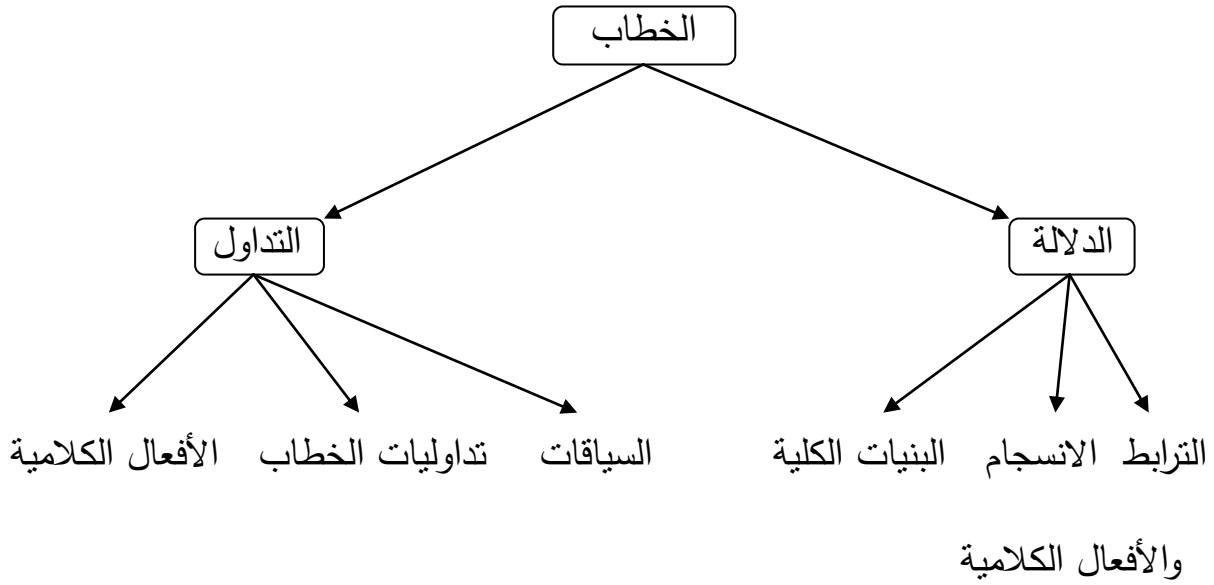 الخطاب
الدلالة التداول
الترابط الانسجام البنيات الكلية السياقات تداوليات الخطاب الأفعال الكلامية
والأفعال الكلامية